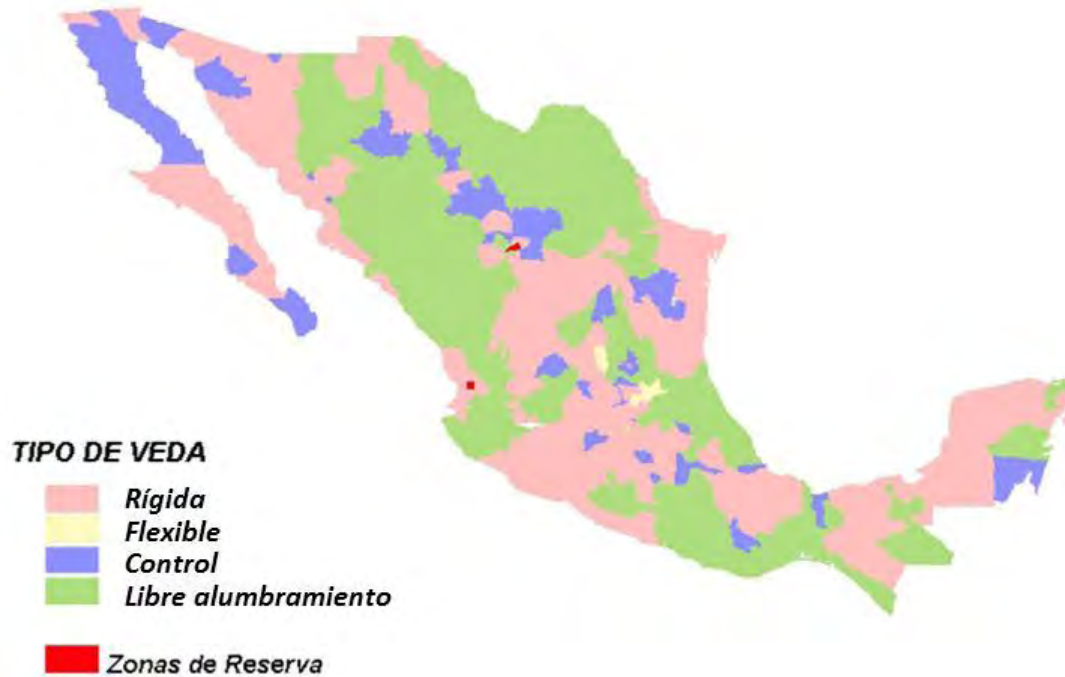 TIPO DE VEDA
Rígida
Flexible
Control
Libre alumbramiento
Zonas de Reserva